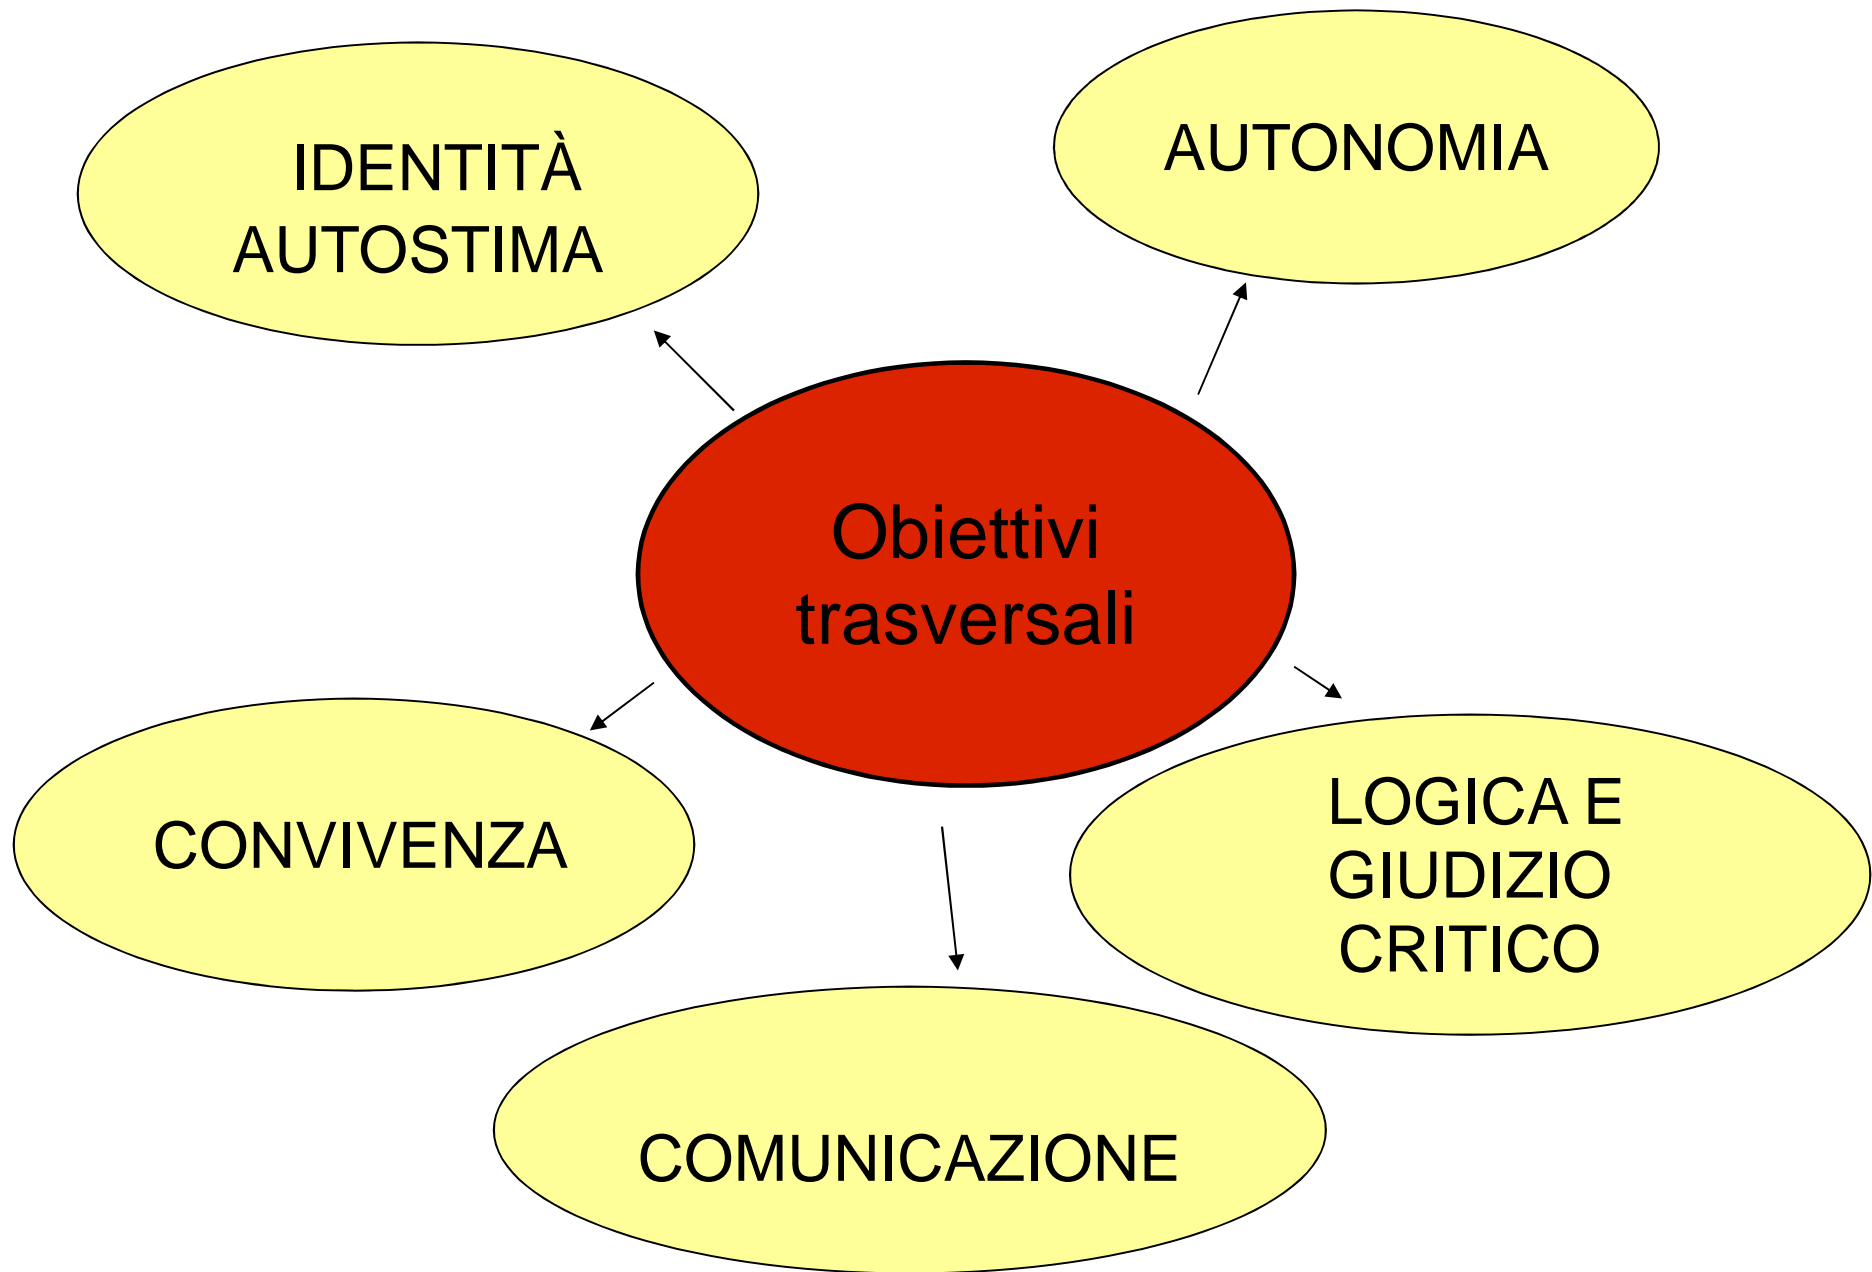 IDENTITÀ
AUTOSTIMA
AUTONOMIA
Obiettivi
trasversali
CONVIVENZA
LOGICA E
GIUDIZIO
CRITICO
COMUNICAZIONE